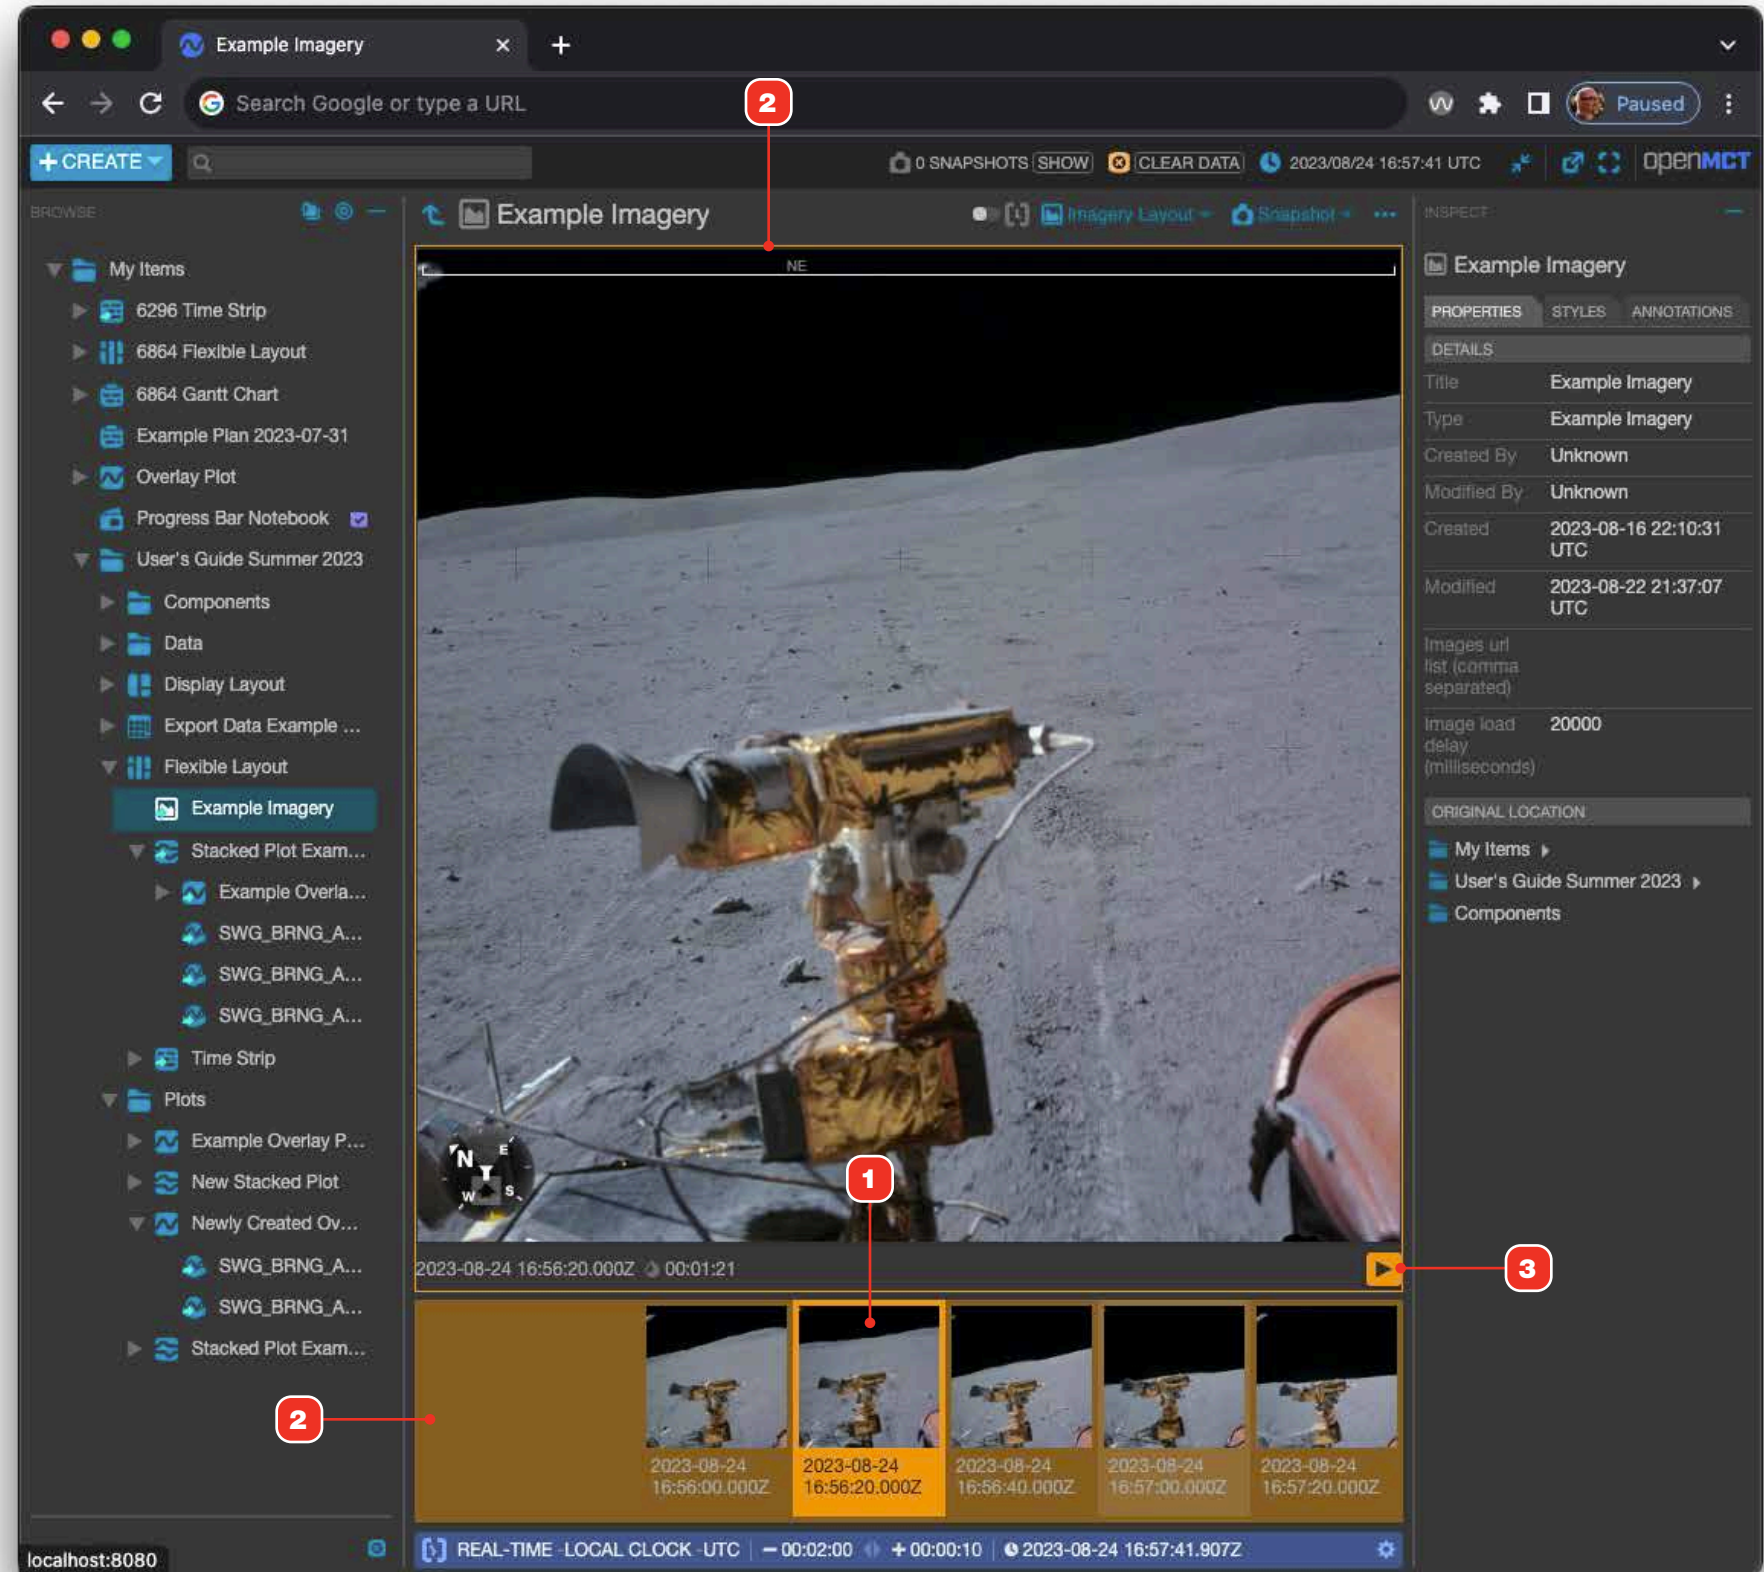 Example Imagery
Search Google or type a URL
2
Paused
CREATE
0 SNAPSHOTS SHOW
CLEAR DATA
2023/08/24 16:57:41 UTC
openMCT
BROWSE
Example Imagery
Imagery Layout
Snapshot
INSPECT
My Items
6296 Time Strip
6864 Flexible Layout
6864 Gantt Chart
Example Plan 2023-07-31
Overlay Plot
Progress Bar Notebook
User's Guide Summer 2023
Components
Data
Display Layout
Export Data Example ...
Flexible Layout
Example Imagery
Stacked Plot Exam...
Example Overla...
SWG_BRNG_A...
SWG_BRNG_A...
SWG_BRNG_A...
Time Strip
Plots
Example Overlay P...
New Stacked Plot
Newly Created Ov...
SWG_BRNG_A...
SWG_BRNG_A...
Stacked Plot Exam...
2
localhost:8080
NE
N
E
W
S
1
2023-08-24 16:56:20.000Z 00:01:21
3
2023-08-24
16:56:00.000Z
2023-08-24
16:56:20.000Z
2023-08-24
16:56:40.000Z
2023-08-24
16:57:00.000Z
2023-08-24
16:57:20.000Z
REAL-TIME LOCAL CLOCK UTC
- 00:02:00
+ 00:00:10
2023-08-24 16:57:41.907Z
Example Imagery
PROPERTIES STYLES ANNOTATIONS
DETAILS
Title Example Imagery
Type Example Imagery
Created By Unknown
Modified By Unknown
Created 2023-08-16 22:10:31
UTC
Modified 2023-08-22 21:37:07
UTC
Images url
list (comma
separated)
Image load 20000
delay
(milliseconds)
ORIGINAL LOCATION
My Items
User's Guide Summer 2023
Components